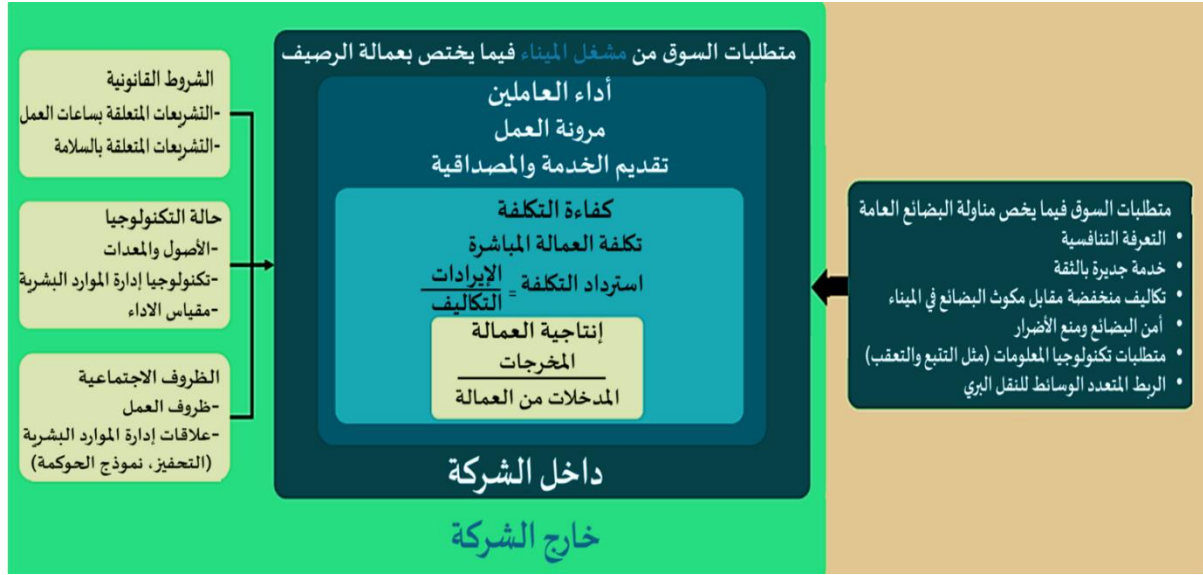 متطلبات السوق من مشغل الميناء فيما يختص بعمالة الرصيف
أداء العاملين
مرونة العمل
تقديم الخدمة والمصداقية
كفاءة التكلفة
تكلفة العمالة المباشرة
استرداد التكلفة = الإيرادات
التكاليف
إنتاجية العمالة
المخرجات
المدخلات من العمالة
داخل الشركة
خارج الشركة
متطلبات السوق فيما يخص مناولة البضائع العامة
• التعرفة التنافسية
• خدمة جديرة بالثقة
• تكاليف منخفضة مقابل مكوث البضائع في الميناء
• أمن البضائع ومنع الأضرار
• متطلبات تكنولوجيا المعلومات (مثل التتبع والتعقب)
• الربط المتعدد الوسائط للنقل البري
الشروط القانونية
-التشريعات المتعلقة بساعات العمل
-التشريعات المتعلقة بالسلامة
حالة التكنولوجيا
-الأصول والمعدات
-تكنولوجيا إدارة الموارد البشرية
-مقياس الاداء
الظروف الاجتماعية
-ظروف العمل
-علاقات إدارة الموارد البشرية
(التحفيز، نموذج الحوكمة)